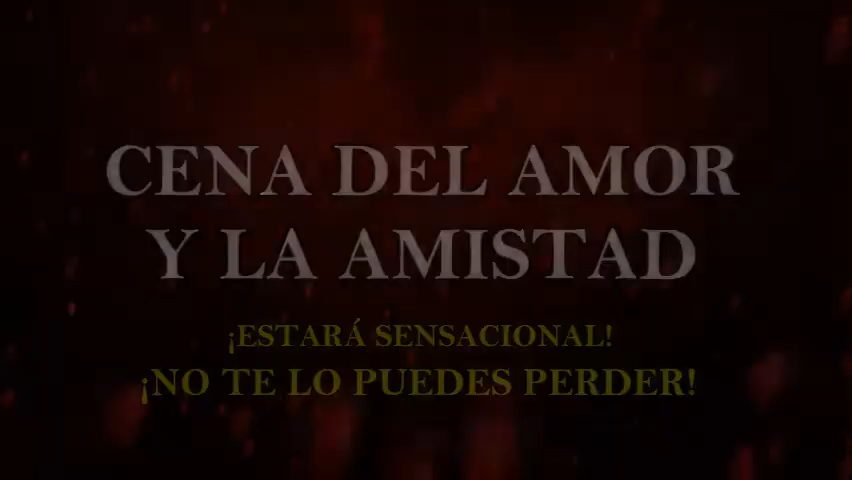 CENA DEL AMOR
Y LA AMISTAD
¡ESTARÁ SENSACIONAL!
¡NO TE LO PUEDES PERDER!